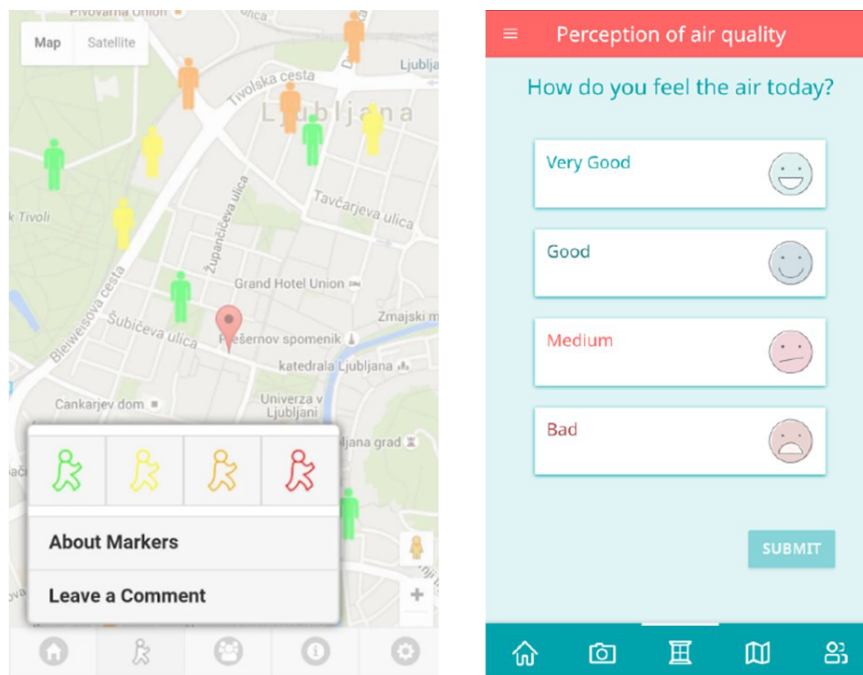 Pivovarna Union
Map Satellite
Tivolska cesta
Ljublja
Ljubljana
k Tivoli
Tavčarjeva ulica
Župančičeva ulica
Grand Hotel Union
Bleiweisova cesta
Šubičeva ulica
Zmajski m
Prešernov spomenik
katedrala Ljubljana
Cankarjev dom
Univerza v
Ljubljani
ljana grad
About Markers
Leave a Comment
Perception of air quality
How do you feel the air today?
Very Good
Good
Medium
Bad
SUBMIT